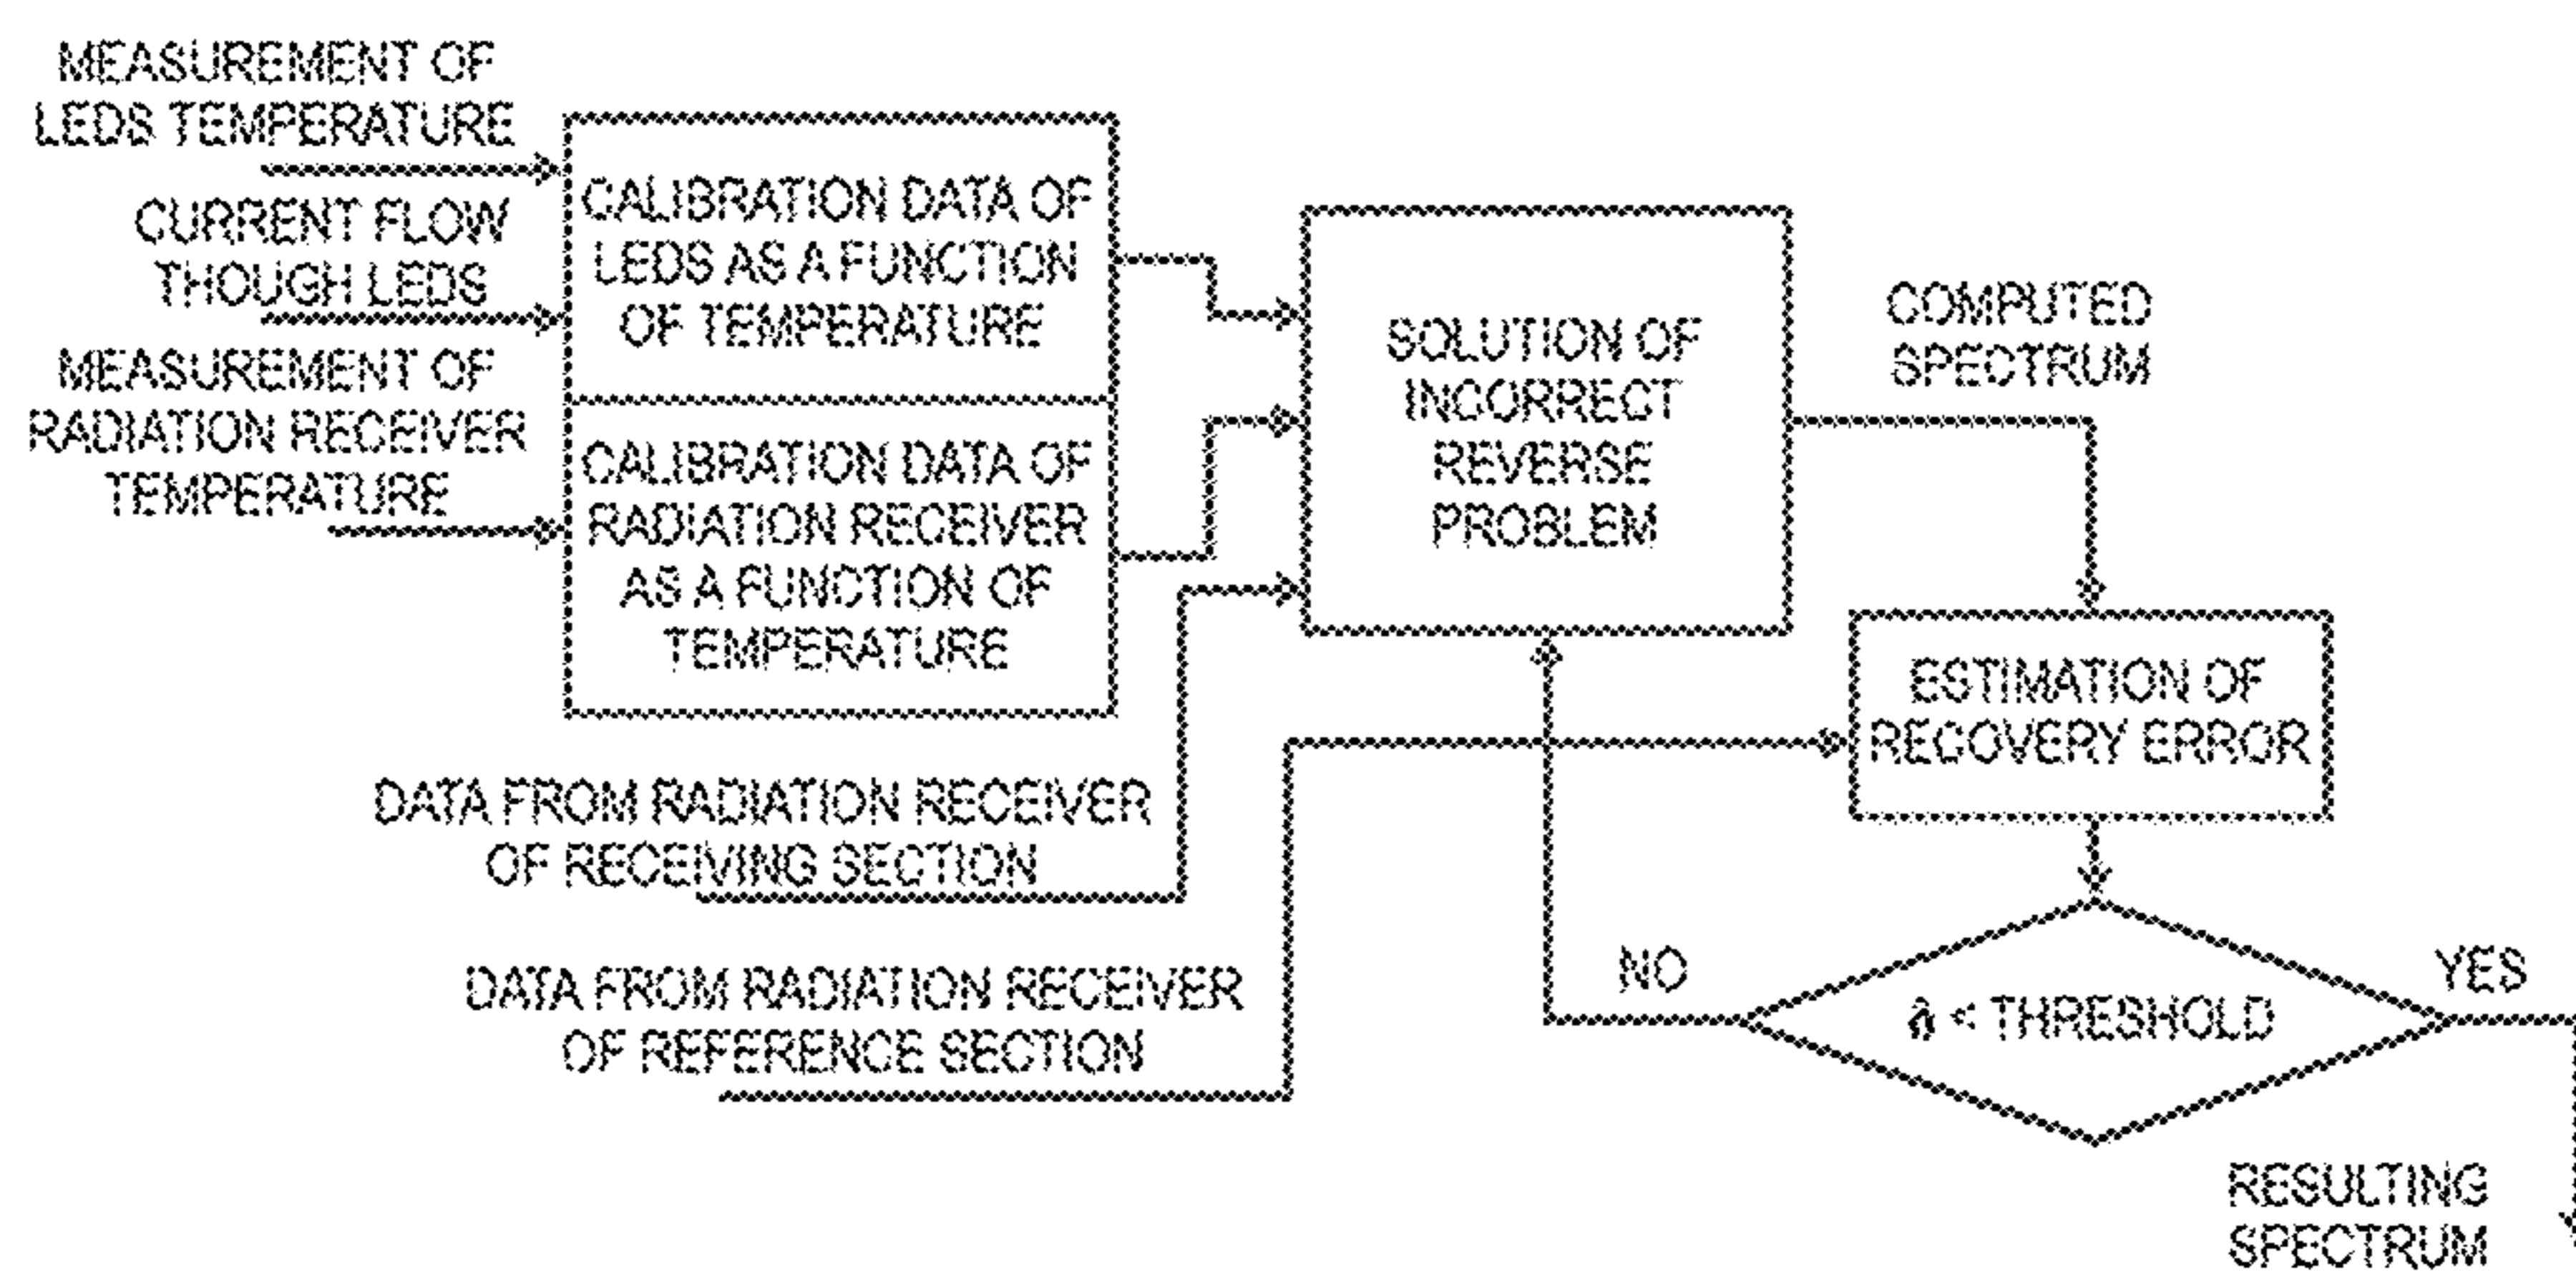 MEASUREMENT OF
LEDS TEMPERATURE
CURRENT FLOW
THOUGH LEDS
MEASUREMENT OF
RADIATION RECEIVER
TEMPERATURE
CALIBRATION DATA OF
LEDS AS A FUNCTION
OF TEMPERATURE
CALIBRATION DATA OF
RADIATION RECEIVER
AS A FUNCTION OF
TEMPERATURE
DATA FROM RADIATION RECEIVER
OF RECEIVING SECTION
DATA FROM RADIATION RECEIVER
OF REFERENCE SECTION
SOLUTION OF
INCORRECT
REVERSE
PROBLEM
COMPUTED
SPECTRUM
ESTIMATION OF
RECOVERY ERROR
NO
< THRESHOLD
YES
RESULTING
SPECTRUM